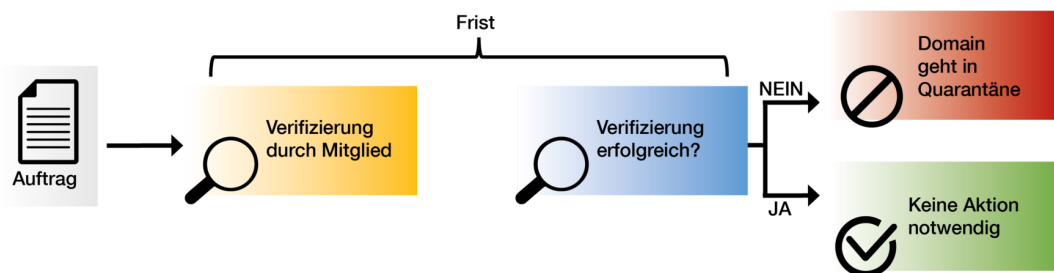 Frist
Auftrag
Verifizierung
durch Mitglied
Verifizierung
erfolgreich?
NEIN
Domain
geht in
Quarantäne
JA
Keine Aktion
notwendig